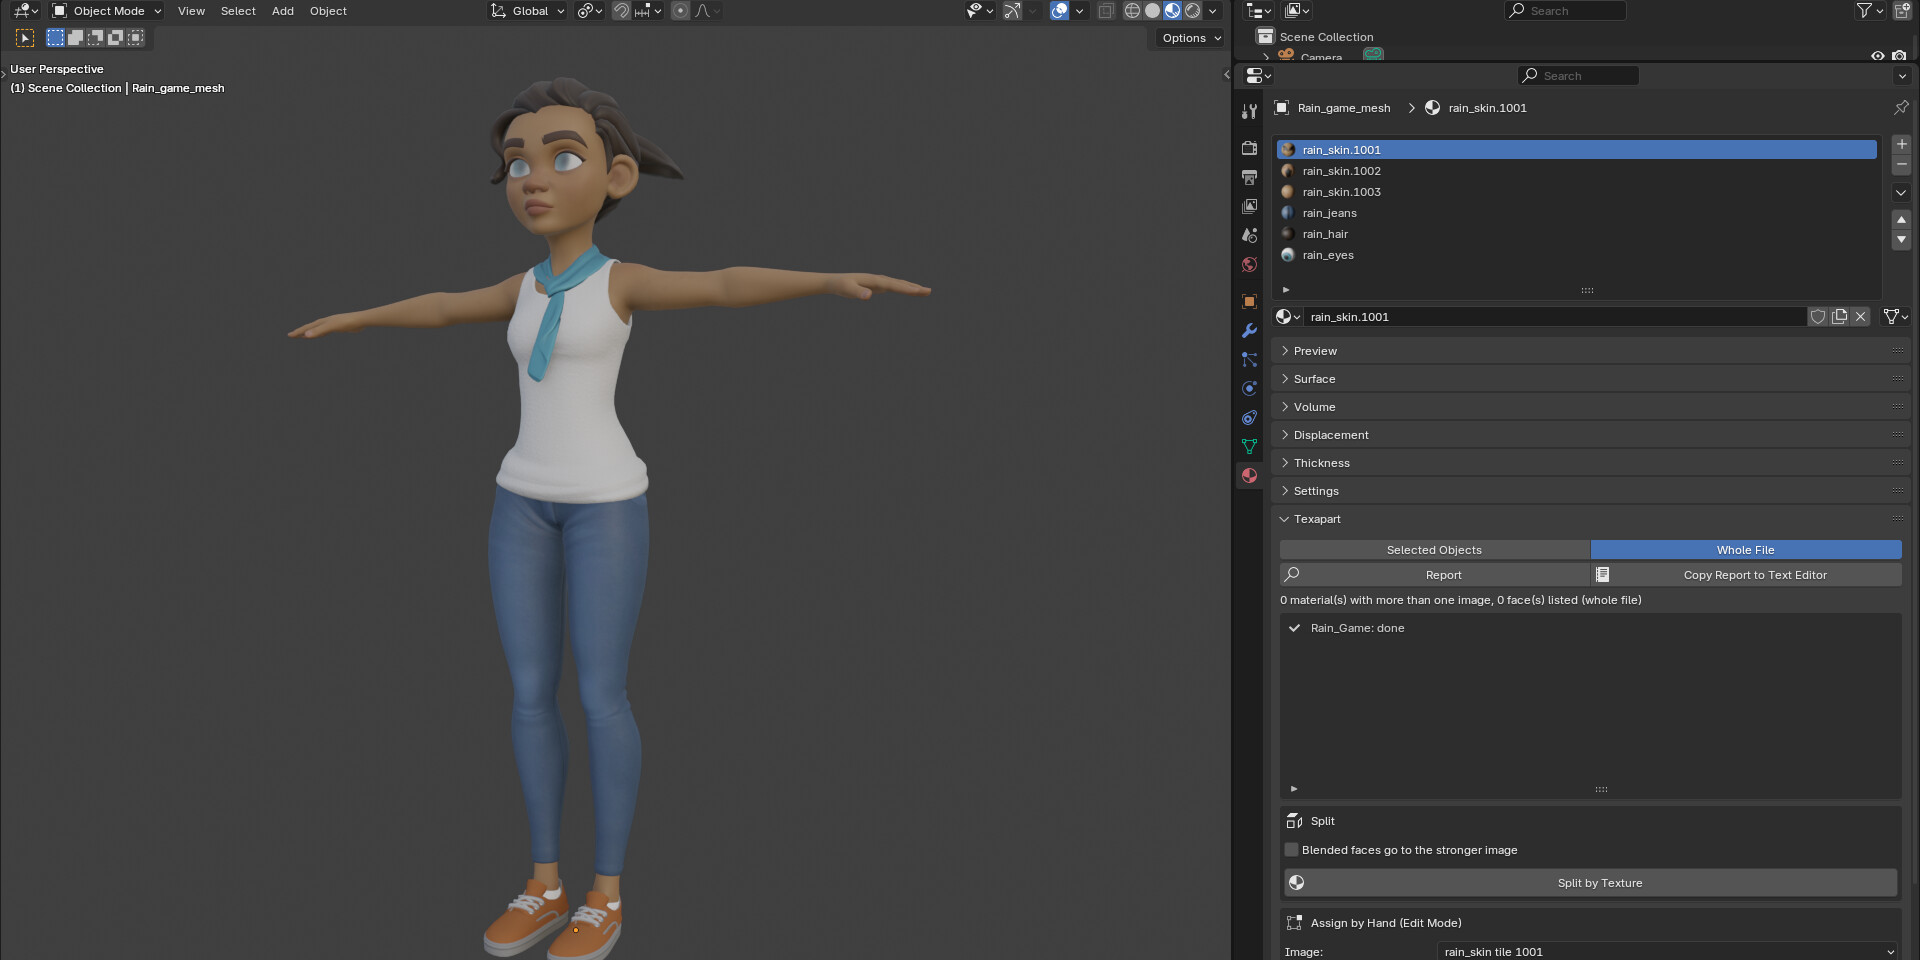 Object Mode View Select Add Object Global
Options
User Perspective
(1) Scene Collection | Rain_game_mesh
Search
Scene Collection
Camera
Search
Rain_game_mesh rain_skin.1001
rain_skin.1001
rain_skin.1002
rain_skin.1003
rain_jeans
rain_hair
rain_eyes
rain_skin.1001
Preview
Surface
Volume
Displacement
Thickness
Settings
Texapart
Selected Objects Whole File
Report Copy Report to Text Editor
0 material(s) with more than one image, 0 face(s) listed (whole file)
Rain_Game: done
Split
Blended faces go to the stronger image
Split by Texture
Assign by Hand (Edit Mode)
Image: rain_skin tile 1001